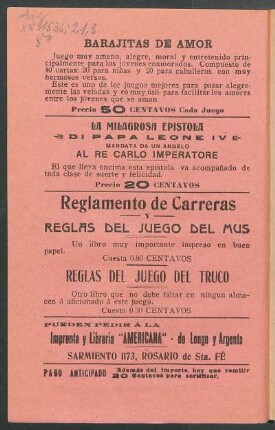 BARAJITAS DE AMOR
Juego muy ameno, alegre, moral y entretenido prin-
cipalmente para los jóvenes enamorados. Compuesto de
40 cartas: 20 para niñas y 20 para caballeros con muy
hermosos versos.
Este es uno de los juegos mejores para pasar alegre-
mente las veladas y es muy útil para facilitar los amores
entre los jóvenes que se aman.
Precio 50 CENTAVOS Cada Juego
LA MILAGROSA EPISTOLA
DI PAPA LEONE IV
MANDATA DA UN ANGELO
AL RE CARLO IMPERATORE
El que lleva encima esta epístola va acompañado de
toda clase de suerte y felicidad.
Precio 20 CENTAVOS
Reglamento de Carreras
Y
REGLAS DEL JUEGO DEL MUS
Un libro muy importante impreso en buen
papel.
Cuesta 0.80 CENTAVOS
REGLAS DEL JUEGO DEL TRUCO
Otro libro que no debe faltar en ningun alma-
cen ó aficionado á este juego.
Cuesta 0.30 CENTAVOS
PUEDEN PEDIR Á LA
Imprenta y Libreria "AMERICANA" - de Longo y Argento
SARMIENTO 1173, ROSARIO de Sta. FÉ
PAGO ANTICIPADO Además del importe, hay que remitir
20 Centavos para certificar.